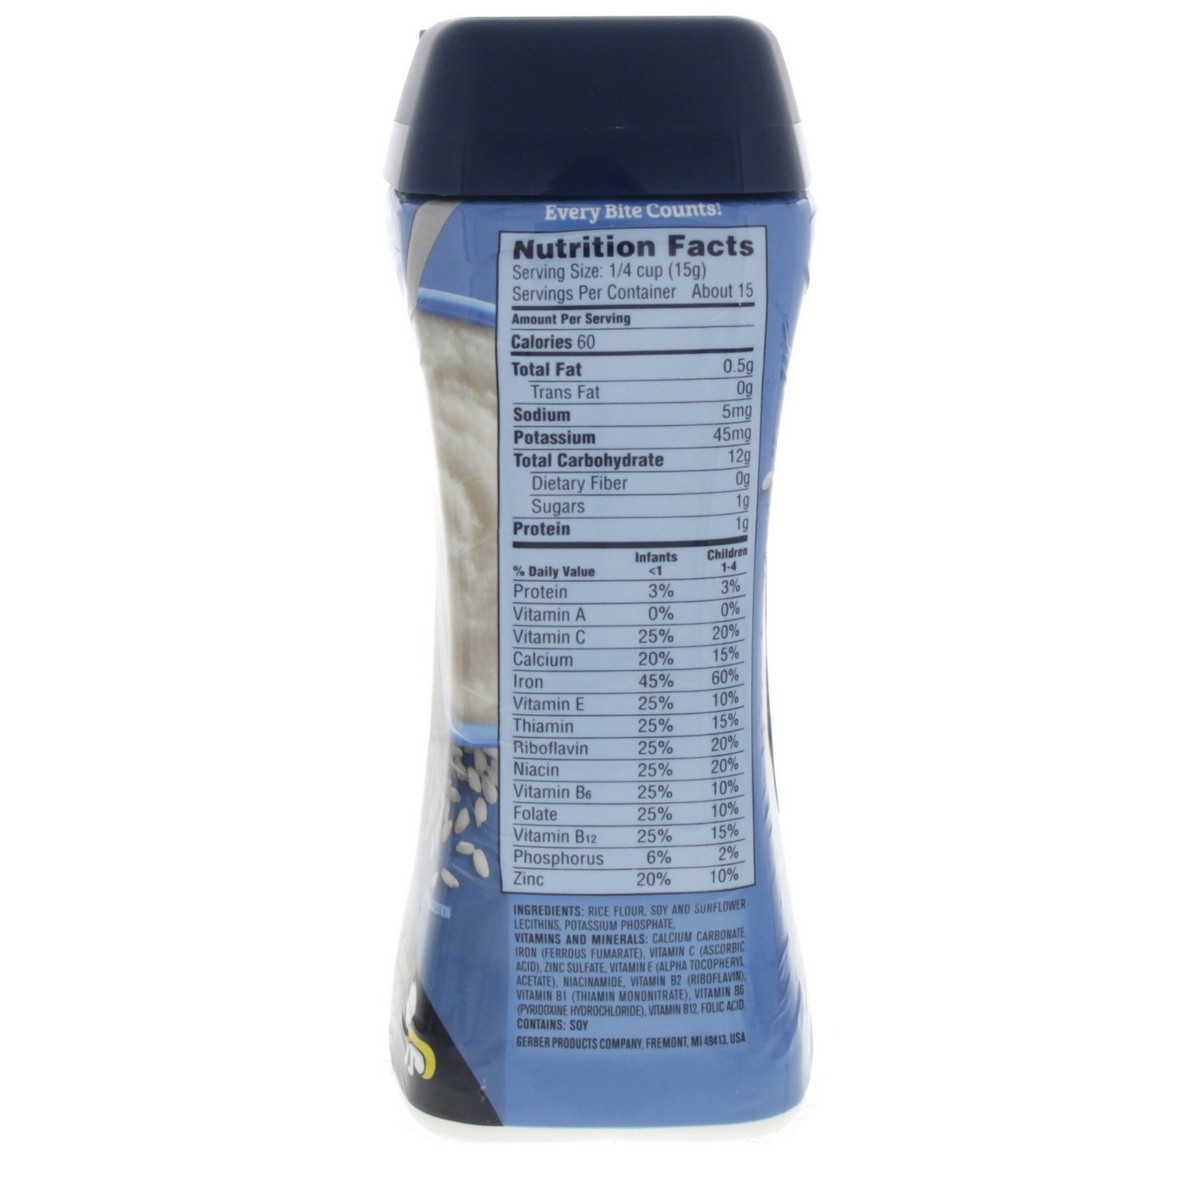 Every Bite Counts!
Nutrition Facts
Serving Size: 1/4 cup (15g)
Servings Per Container About 15
Amount Per Serving
Calories 60
Total Fat 0.5g
Trans Fat 0g
Sodium 5mg
Potassium 45mg
Total Carbohydrate 12g
Dietary Fiber 0g
Sugars 1g
Protein 1g
Infants Children
% Daily Value <1 1-4
Protein 3% 3%
Vitamin A 0% 0%
Vitamin C 25% 20%
Calcium 20% 15%
Iron 45% 60%
Vitamin E 25% 10%
Thiamin 25% 15%
Riboflavin 25% 20%
Niacin 25% 20%
Vitamin B6 25% 10%
Folate 25% 10%
Vitamin B12 25% 15%
Phosphorus 6% 2%
Zinc 20% 10%
INGREDIENTS: RICE FLOUR, SOY AND SUNFLOWER
LECITHINS, POTASSIUM PHOSPHATE,
VITAMINS AND MINERALS: CALCIUM CARBONATE,
IRON (FERROUS FUMARATE), VITAMIN C (ASCORBIC
ACID), ZINC SULFATE, VITAMIN E (ALPHA TOCOPHERYL
ACETATE), NIACINAMIDE, VITAMIN B2 (RIBOFLAVIN),
VITAMIN B1 (THIAMIN MONONITRATE), VITAMIN B6
(PYRIDOXINE HYDROCHLORIDE), VITAMIN B12, FOLIC ACID.
CONTAINS: SOY
GERBER PRODUCTS COMPANY, FREMONT, MI 49413, USA